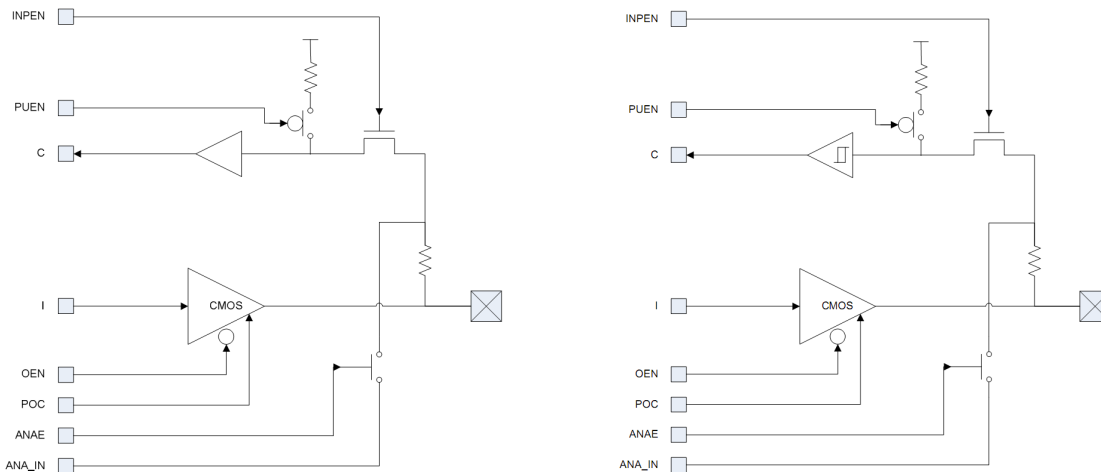 INPEN
PUEN
C
I
CMOS
OEN
POC
ANAE
ANA_IN
INPEN
PUEN
C
I
CMOS
OEN
POC
ANAE
ANA_IN